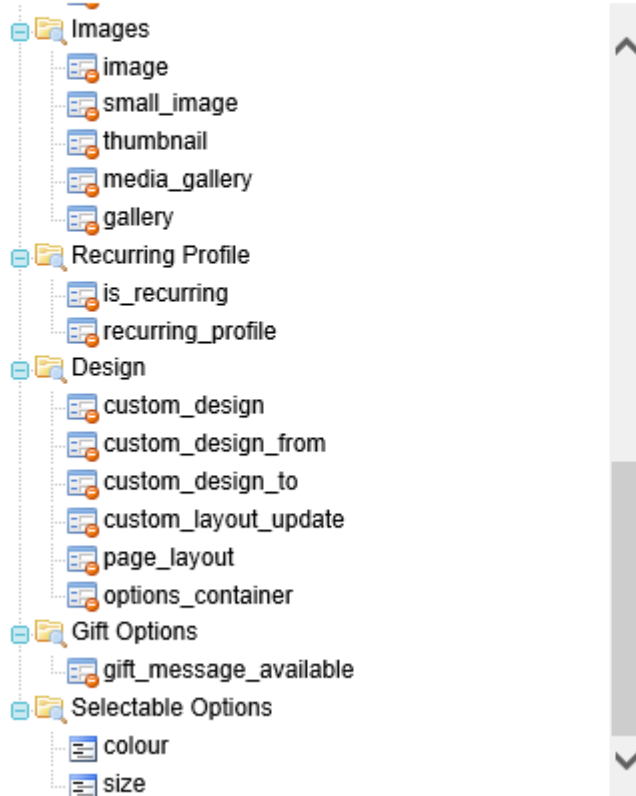 Images
image
small_image
thumbnail
media_gallery
gallery
Recurring Profile
is_recurring
recurring_profile
Design
custom_design
custom_design_from
custom_design_to
custom_layout_update
page_layout
options_container
Gift Options
gift_message_available
Selectable Options
colour
size